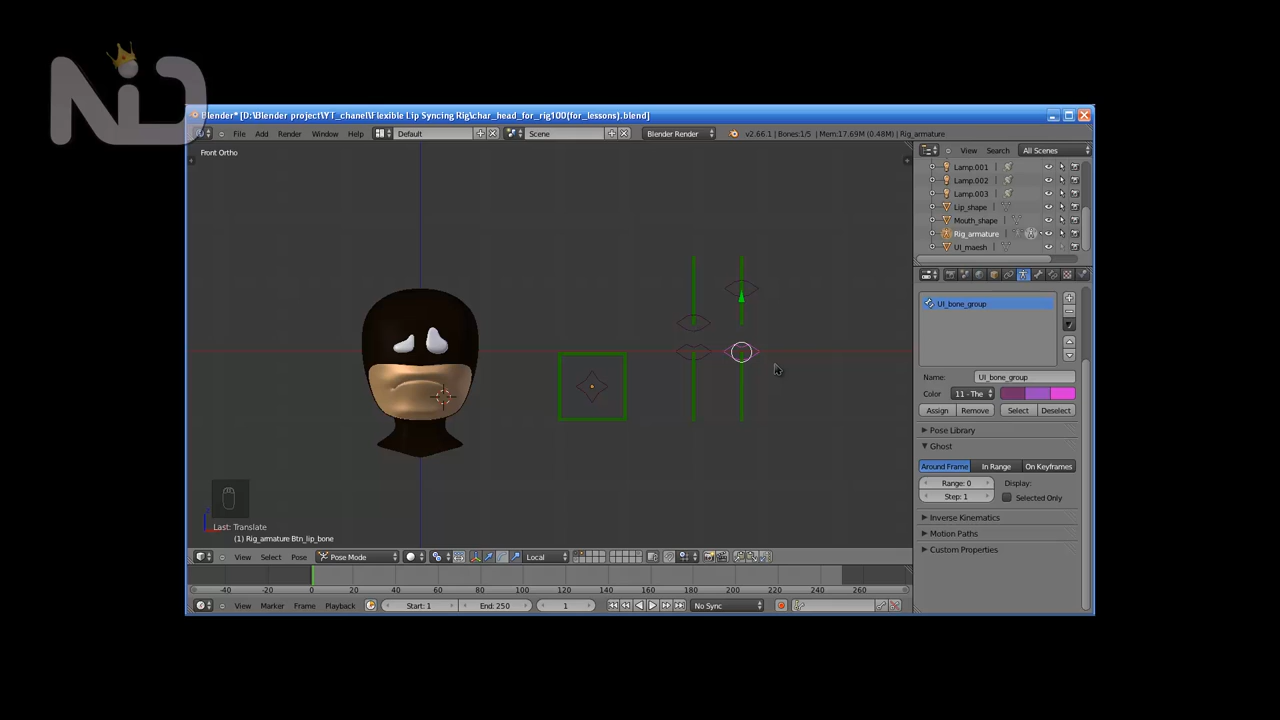 NiD
Blender* [D:\Blender project\YT_chanel\Flexible Lip Syncing Rig\char_head_for_rig100(for_lessons).blend]
File Add Render Window Help Default Scene Blender Render v2.66.1 | Bones:1/5 | Mem:17.69M (0.48M) | Rig_armature
Front Ortho
View Search All Scenes
Lamp.001
Lamp.002
Lamp.003
Lip_shape
Mouth_shape
Rig_armature
UI_maesh
UI_bone_group
Name: UI_bone_group
Color 11 - The
Assign Remove Select Deselect
Pose Library
Ghost
Around Frame In Range On Keyframes
Range: 0 Display:
Step: 1 Selected Only
Inverse Kinematics
Motion Paths
Custom Properties
Last: Translate
(1) Rig_armature Btn_lip_bone
View Select Pose Pose Mode Local
-40 -20 0 20 40 60 80 100 120 140 160 180 200 220 240 260
View Marker Frame Playback Start: 1 End: 250 1 No Sync